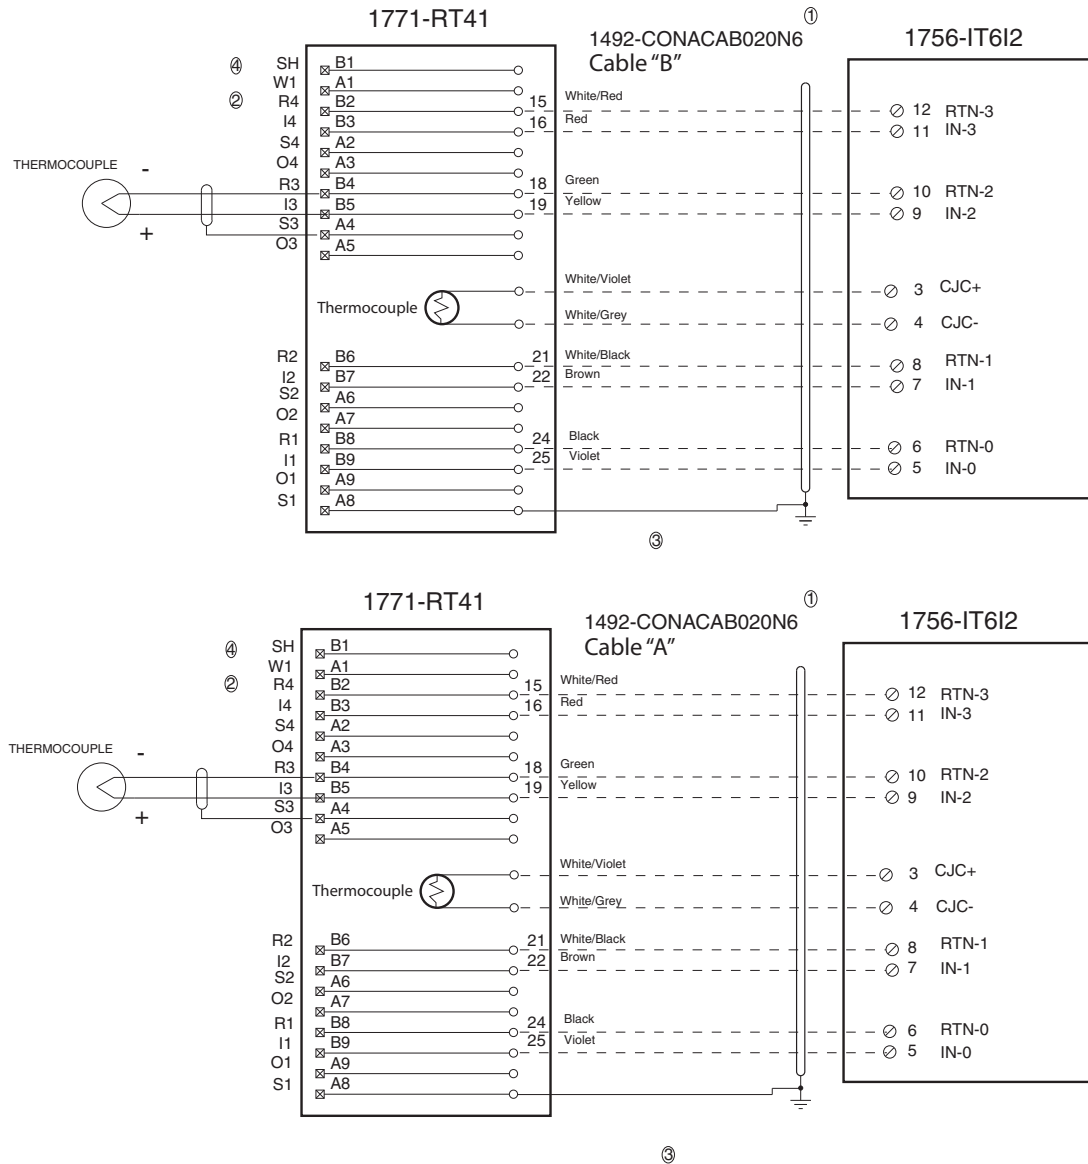 1771-RT41
①
1492-CONACAB020N6
Cable “B”
1756-IT6I2
④ SH B1
W1 A1
② R4 B2 15 White/Red 12 RTN-3
I4 B3 16 Red 11 IN-3
S4 A2
O4 A3
THERMOCOUPLE
-
R3 B4 18 Green 10 RTN-2
I3 B5 19 Yellow 9 IN-2
+
S3 A4
O3 A5
White/Violet 3 CJC+
Thermocouple
White/Grey 4 CJC-
R2 B6 21 White/Black 8 RTN-1
I2 B7 22 Brown 7 IN-1
S2 A6
O2 A7
R1 B8 24 Black 6 RTN-0
I1 B9 25 Violet 5 IN-0
O1 A9
S1 A8
③
1771-RT41
①
1492-CONACAB020N6
Cable “A”
1756-IT6I2
④ SH B1
W1 A1
② R4 B2 15 White/Red 12 RTN-3
I4 B3 16 Red 11 IN-3
S4 A2
O4 A3
THERMOCOUPLE
-
R3 B4 18 Green 10 RTN-2
I3 B5 19 Yellow 9 IN-2
+
S3 A4
O3 A5
White/Violet 3 CJC+
Thermocouple
White/Grey 4 CJC-
R2 B6 21 White/Black 8 RTN-1
I2 B7 22 Brown 7 IN-1
S2 A6
O2 A7
R1 B8 24 Black 6 RTN-0
I1 B9 25 Violet 5 IN-0
O1 A9
S1 A8
③